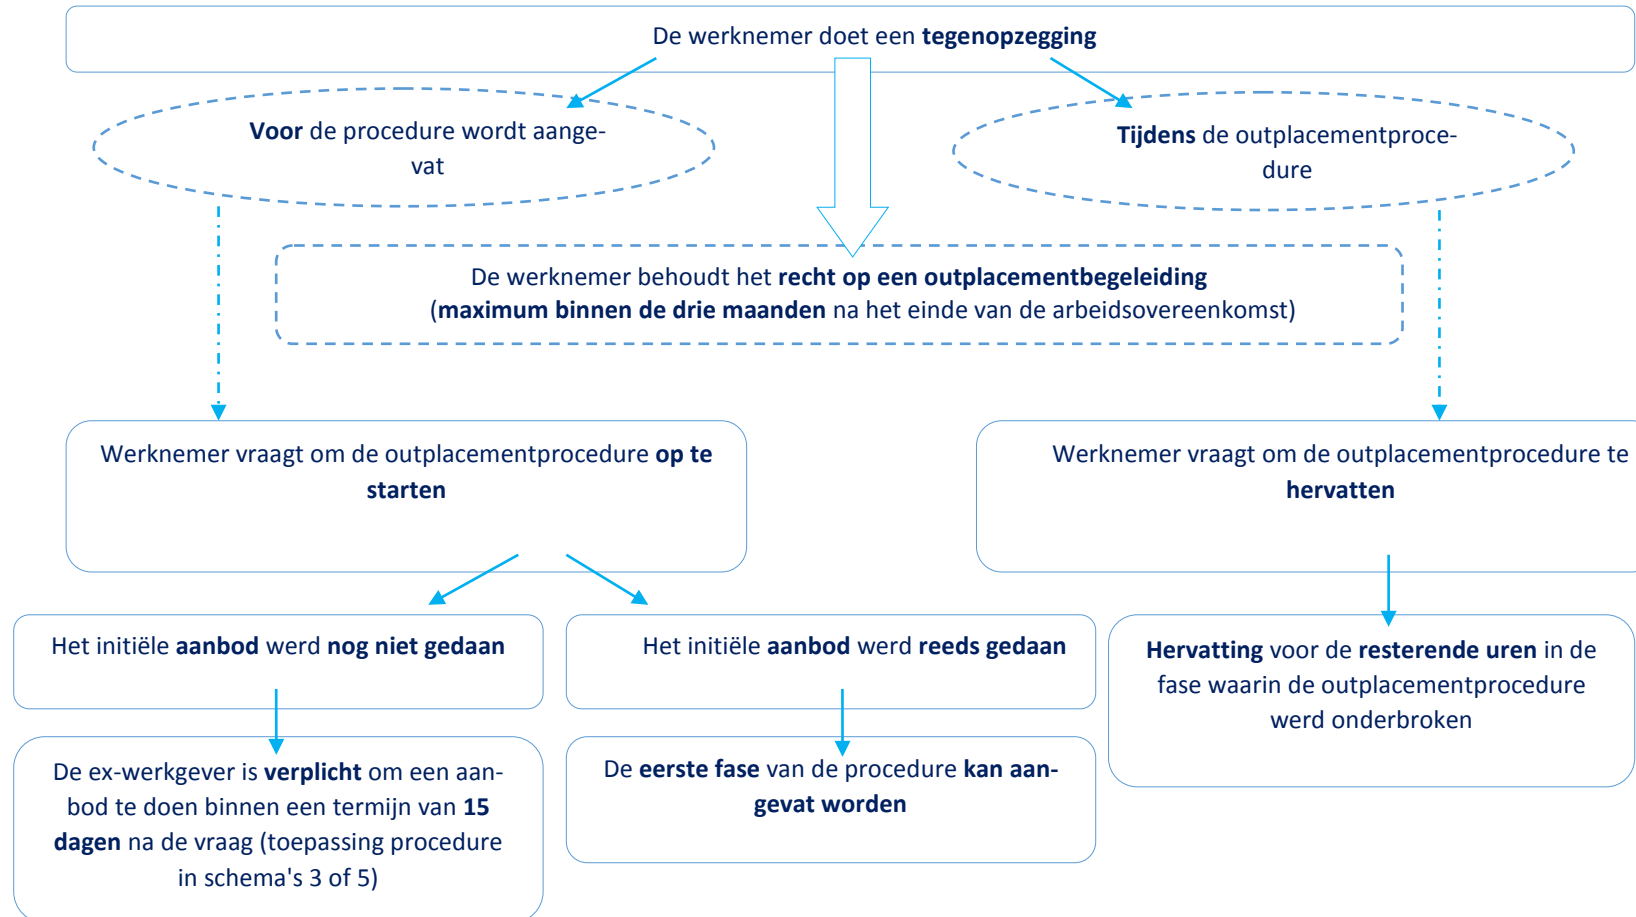 De werknemer doet een tegenopzegging
Voor de procedure wordt aange-
vat
Tijdens de outplacementproce-
dure
De werknemer behoudt het recht op een outplacementbegeleiding
(maximum binnen de drie maanden na het einde van de arbeidsovereenkomst)
Werknemer vraagt om de outplacementprocedure op te
starten
Werknemer vraagt om de outplacementprocedure te
hervatten
Het initiële aanbod werd nog niet gedaan
Het initiële aanbod werd reeds gedaan
Hervatting voor de resterende uren in de
fase waarin de outplacementprocedure
werd onderbroken
De ex-werkgever is verplicht om een aan-
bod te doen binnen een termijn van 15
dagen na de vraag (toepassing procedure
in schema's 3 of 5)
De eerste fase van de procedure kan aan-
gevat worden